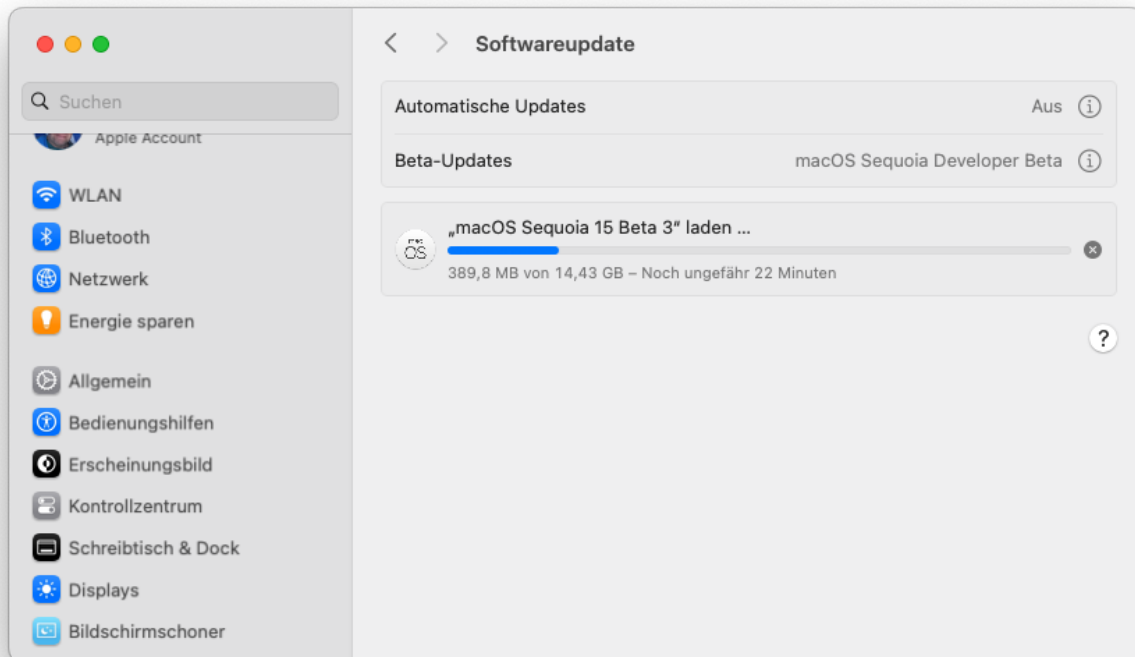 Softwareupdate
Suchen
Apple Account
WLAN
Bluetooth
Netzwerk
Energie sparen
Allgemein
Bedienungshilfen
Erscheinungsbild
Kontrollzentrum
Schreibtisch & Dock
Displays
Bildschirmschoner
Automatische Updates Aus
Beta-Updates macOS Sequoia Developer Beta
„macOS Sequoia 15 Beta 3“ laden ...
macOS
389,8 MB von 14,43 GB – Noch ungefähr 22 Minuten
?